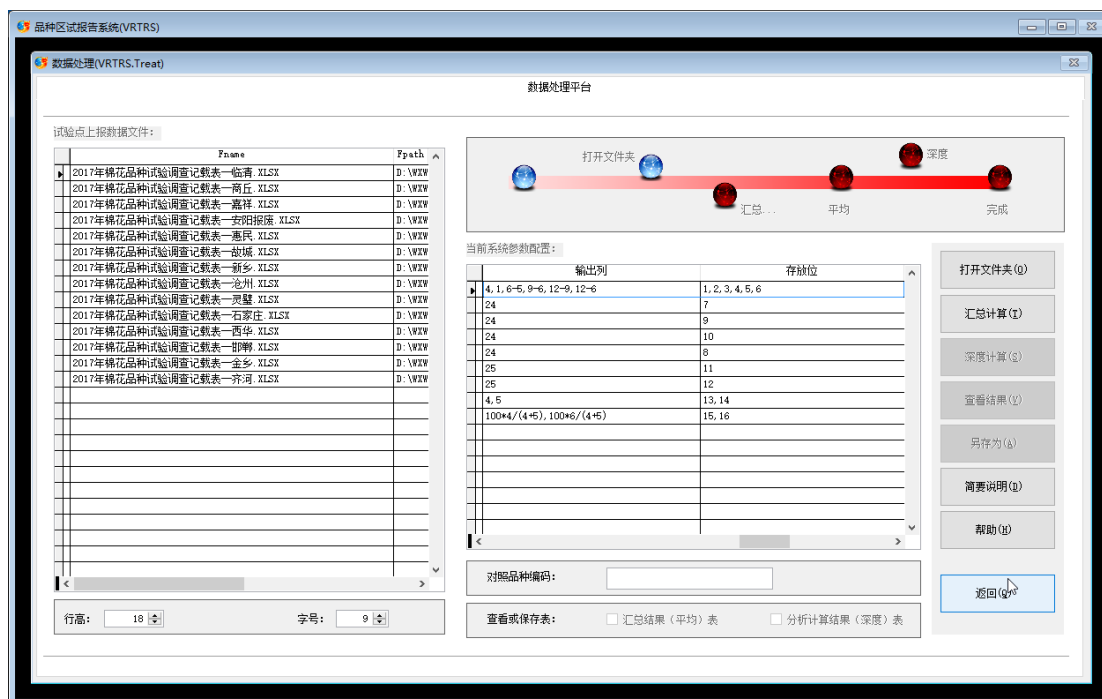 品种区试报告系统(VRTRS)
数据处理(VRTRS.Treat)
数据处理平台
试验点上报数据文件：
Fname Fpath
2017年棉花品种试验调查记载表—临清.XLSX D:\WXW
2017年棉花品种试验调查记载表—商丘.XLSX D:\WXW
2017年棉花品种试验调查记载表—嘉祥.XLSX D:\WXW
2017年棉花品种试验调查记载表—安阳报废.XLSX D:\WXW
2017年棉花品种试验调查记载表—惠民.XLSX D:\WXW
2017年棉花品种试验调查记载表—故城.XLSX D:\WXW
2017年棉花品种试验调查记载表—新乡.XLSX D:\WXW
2017年棉花品种试验调查记载表—沧州.XLSX D:\WXW
2017年棉花品种试验调查记载表—灵璧.XLSX D:\WXW
2017年棉花品种试验调查记载表—石家庄.XLSX D:\WXW
2017年棉花品种试验调查记载表—西华.XLSX D:\WXW
2017年棉花品种试验调查记载表—邯郸.XLSX D:\WXW
2017年棉花品种试验调查记载表—金乡.XLSX D:\WXW
2017年棉花品种试验调查记载表—齐河.XLSX D:\WXW
行高： 18 字号： 9
打开文件夹 深度
汇总... 平均 完成
当前系统参数配置：
输出列 存放位
4,1,6-5,9-6,12-9,12-6 1,2,3,4,5,6
24 7
24 9
24 10
24 8
25 11
25 12
4,5 13,14
100*4/(4+5),100*6/(4+5) 15,16
对照品种编码：
查看或保存表： 汇总结果（平均）表 分析计算结果（深度）表
打开文件夹(O)
汇总计算(I)
深度计算(S)
查看结果(V)
另存为(A)
简要说明(D)
帮助(H)
返回(Q)